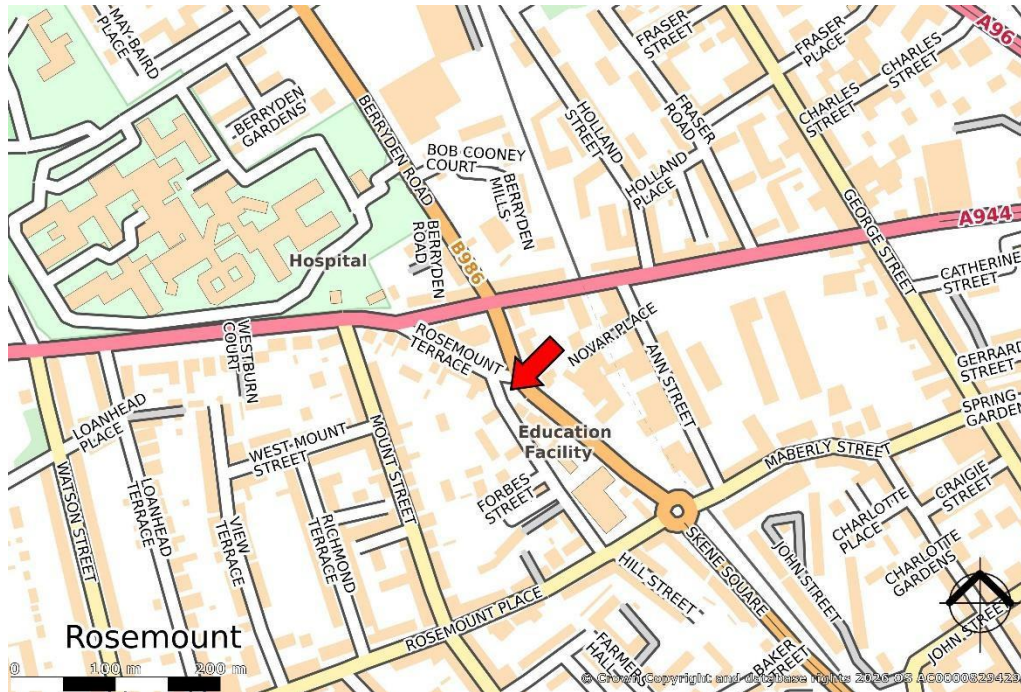 MAY BAIRD
PLACE
BERRYDEN
GARDENS
BERRYDEN ROAD
BOB COONEY
COURT
BERRYDEN
MILLS
BERRYDEN
ROAD
B986
Hospital
FRASER
STREET
FRASER
PLACE
A96
CHARLES
STREET
CHARLES
STREET
HOLLAND
STREET
FRASER
ROAD
HOLLAND
PLACE
GEORGE STREET
A944
CATHERINE
STREET
GERRARD
STREET
SPRING
GARDEN
WESTBURN
COURT
ROSEMOUNT
TERRACE
NOVAR PLACE
ANN STREET
Education
Facility
MABERLY STREET
LOANHEAD
PLACE
WATSON STREET
LOANHEAD
TERRACE
WEST MOUNT
STREET
VIEW
TERRACE
RICHMOND
TERRACE
MOUNT STREET
FORBES
STREET
HILL STREET
SKENE SQUARE
ROSEMOUNT PLACE
JOHN STREET
CHARLOTTE
PLACE
CRAIGIE
STREET
CHARLOTTE
GARDENS
JOHN STREET
FARMERS
HALL
BAKER
STREET
Rosemount
0 100 m 200 m
© Crown Copyright and database rights 2026 OS AC0000829429